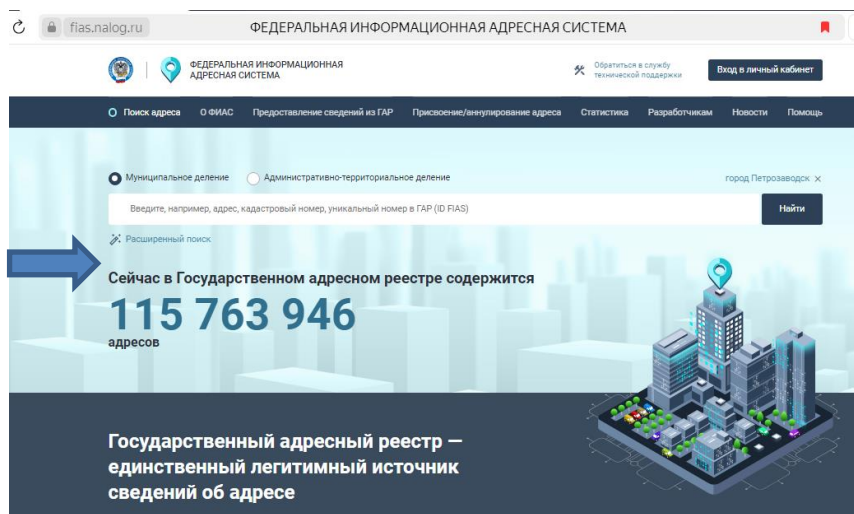 fias.nalog.ru
ФЕДЕРАЛЬНАЯ ИНФОРМАЦИОННАЯ АДРЕСНАЯ СИСТЕМА
ФЕДЕРАЛЬНАЯ ИНФОРМАЦИОННАЯ
АДРЕСНАЯ СИСТЕМА
Обратиться в службу
технической поддержки
Вход в личный кабинет
Поиск адреса
О ФИАС
Предоставление сведений из ГАР
Присвоение/аннулирование адреса
Статистика
Разработчикам
Новости
Помощь
Муниципальное деление
Административно-территориальное деление
город Петрозаводск
Введите, например, адрес, кадастровый номер, уникальный номер в ГАР (ID FIAS)
Найти
Расширенный поиск
Сейчас в Государственном адресном реестре содержится
115 763 946
адресов
Государственный адресный реестр —
единственный легитимный источник
сведений об адресе